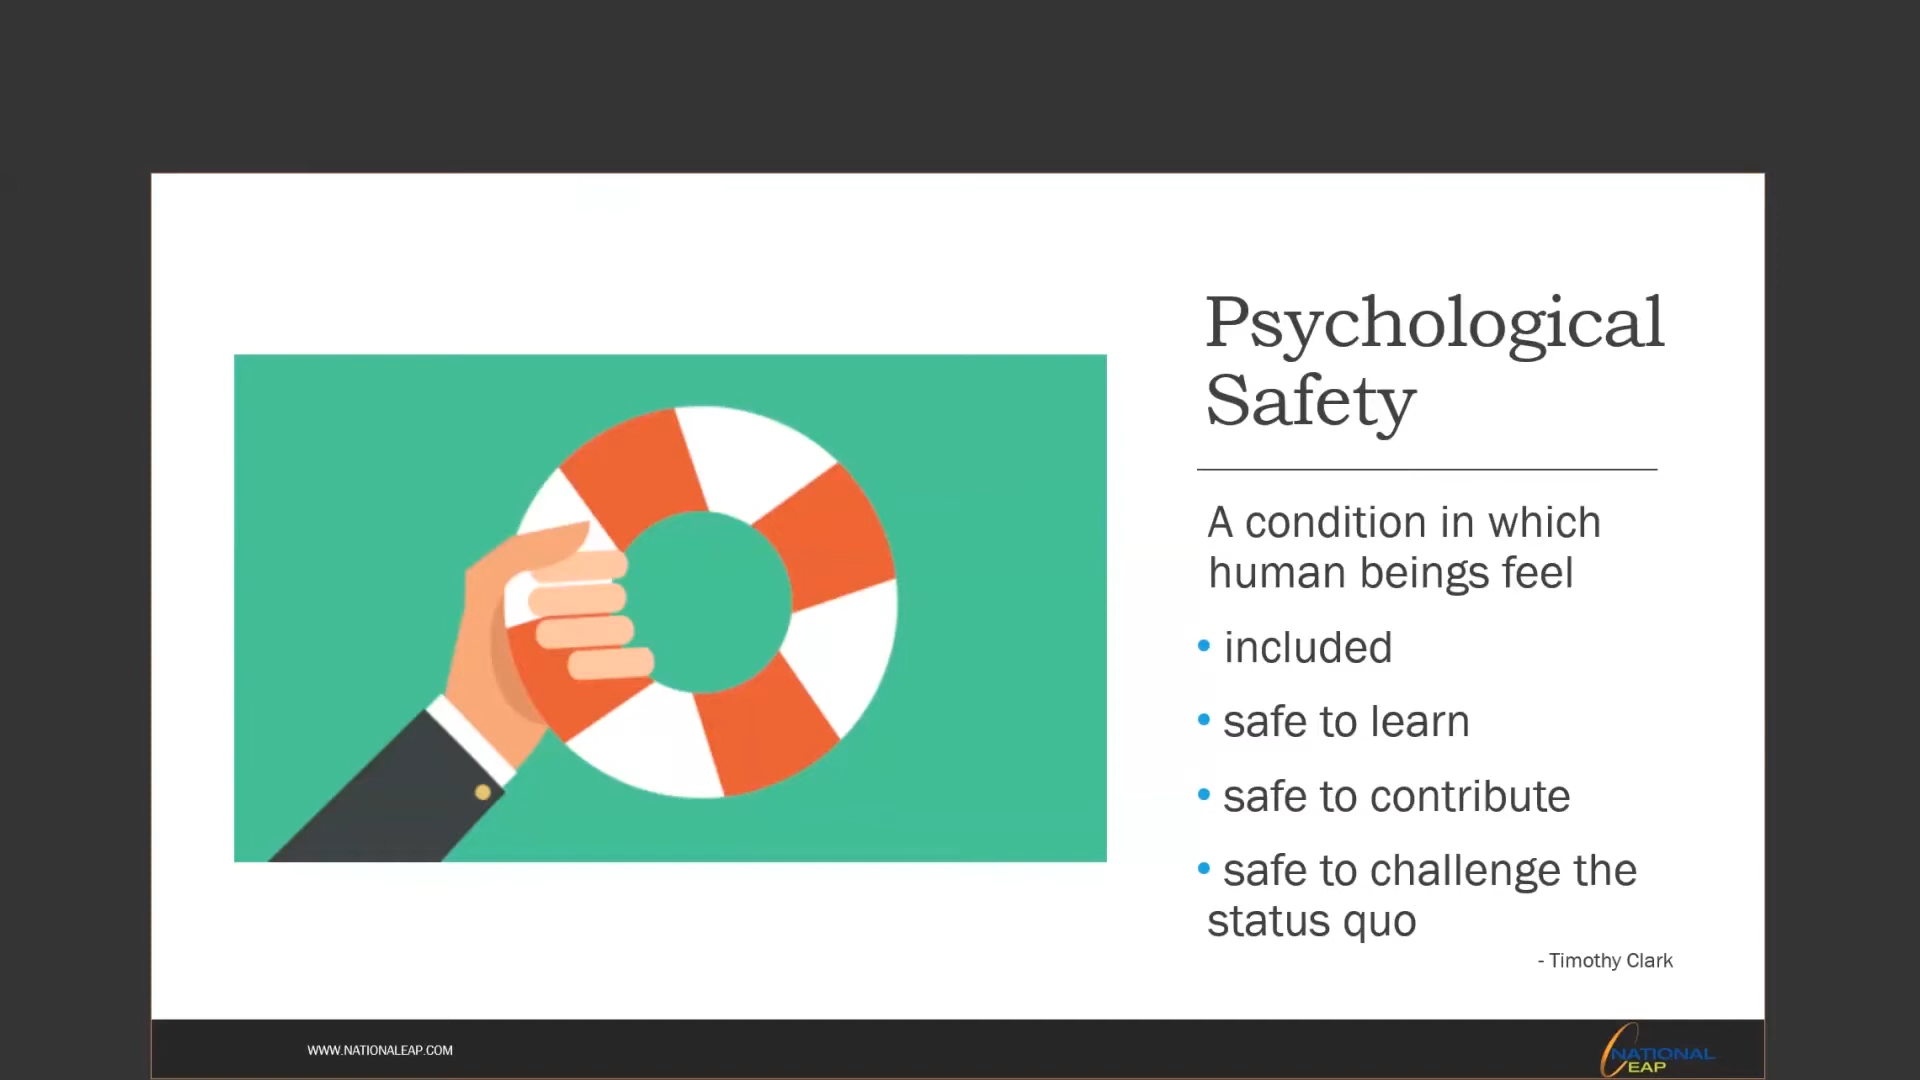 Psychological
Safety
A condition in which
human beings feel
• included
• safe to learn
• safe to contribute
• safe to challenge the
status quo
- Timothy Clark
WWW.NATIONALEAP.COM
NATIONAL
EAP